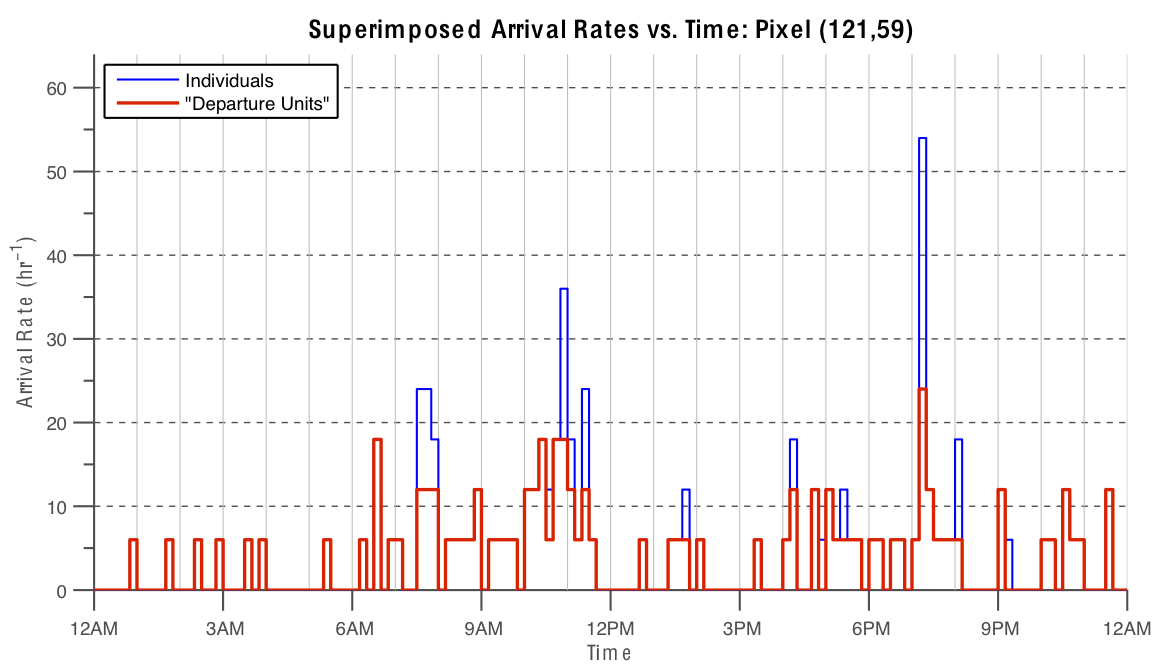 Superimposed Arrival Rates vs. Time: Pixel (121,59)
Individuals
"Departure Units"
60
50
40
30
20
10
0
Arrival Rate (hr⁻¹)
12AM 3AM 6AM 9AM 12PM 3PM 6PM 9PM 12AM
Time